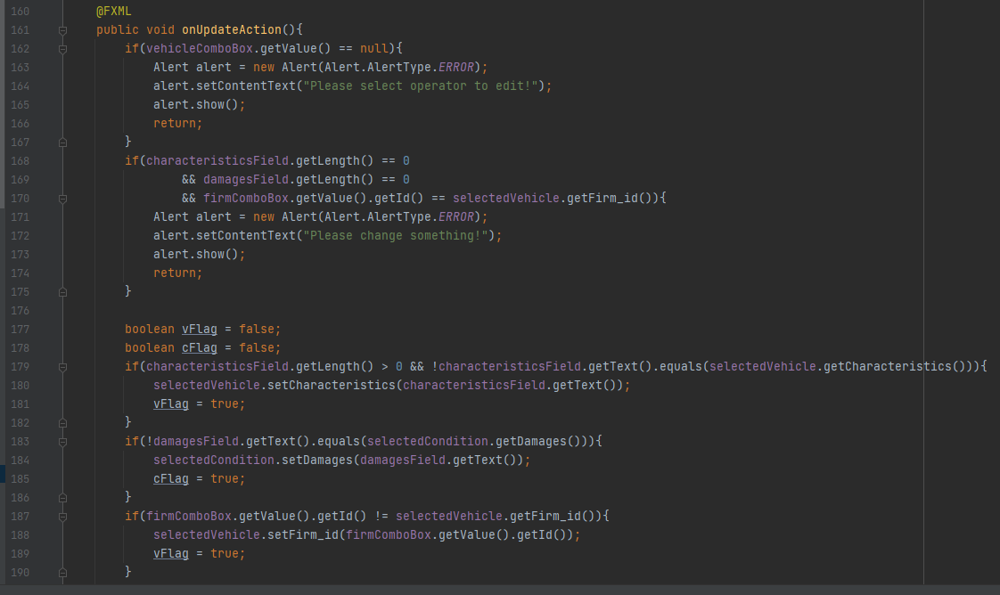 160 @FXML
161 public void onUpdateAction(){
162 if(vehicleComboBox.getValue() == null){
163 Alert alert = new Alert(Alert.AlertType.ERROR);
164 alert.setContentText("Please select operator to edit!");
165 alert.show();
166 return;
167 }
168 if(characteristicsField.getLength() == 0
169 && damagesField.getLength() == 0
170 && firmComboBox.getValue().getId() == selectedVehicle.getFirm_id()){
171 Alert alert = new Alert(Alert.AlertType.ERROR);
172 alert.setContentText("Please change something!");
173 alert.show();
174 return;
175 }
176
177 boolean vFlag = false;
178 boolean cFlag = false;
179 if(characteristicsField.getLength() > 0 && !characteristicsField.getText().equals(selectedVehicle.getCharacteristics())){
180 selectedVehicle.setCharacteristics(characteristicsField.getText());
181 vFlag = true;
182 }
183 if(!damagesField.getText().equals(selectedCondition.getDamages())){
184 selectedCondition.setDamages(damagesField.getText());
185 cFlag = true;
186 }
187 if(firmComboBox.getValue().getId() != selectedVehicle.getFirm_id()){
188 selectedVehicle.setFirm_id(firmComboBox.getValue().getId());
189 vFlag = true;
190 }